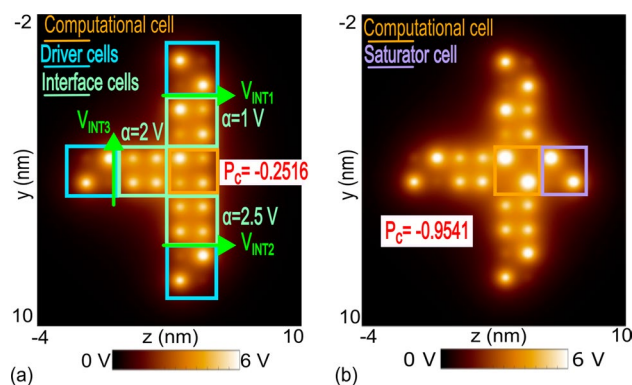 -2
Computational cell
Driver cells
Interface cells
V_INT1
V_INT3
α=2 V
α=1 V
P_C= -0.2516
α=2.5 V
V_INT2
y (nm)
10
-4
z (nm)
10
0 V
6 V
(a)
-2
Computational cell
Saturator cell
P_C= -0.9541
y (nm)
10
-4
z (nm)
10
0 V
6 V
(b)